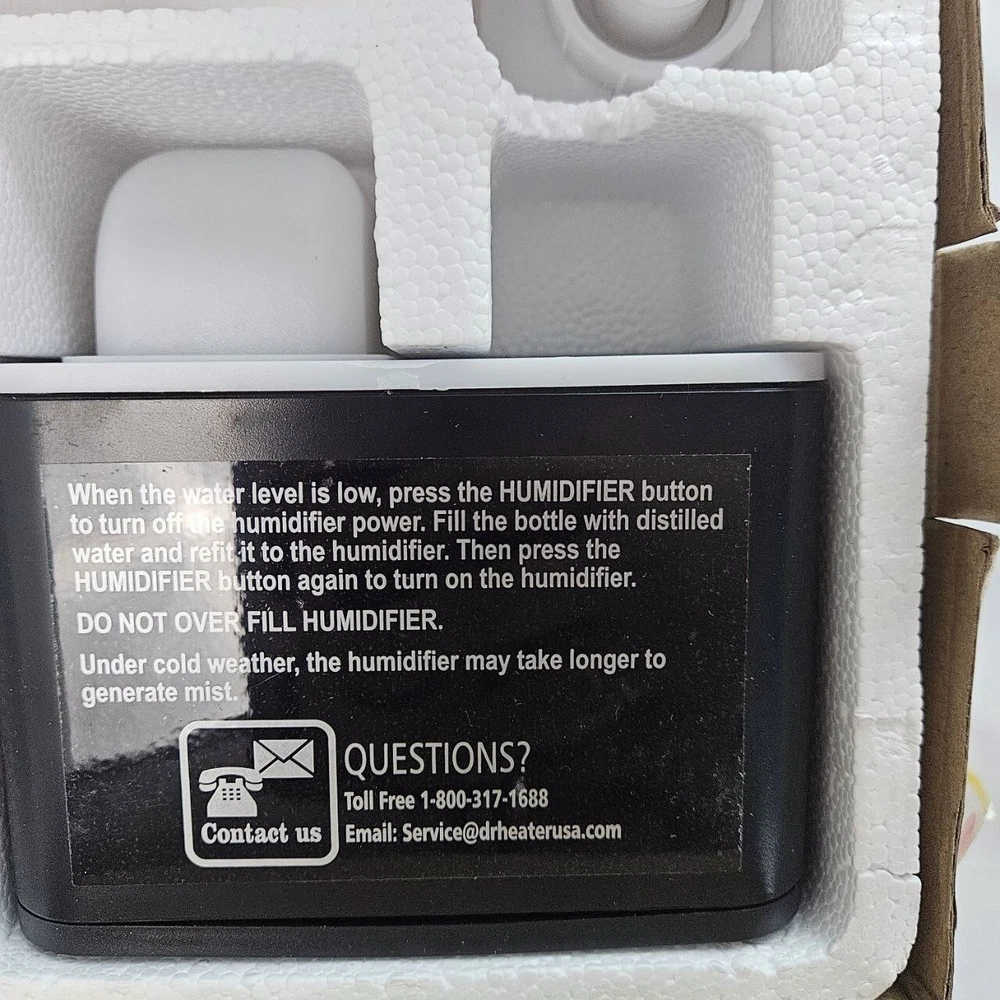 When the water level is low, press the HUMIDIFIER button
to turn off the humidifier power. Fill the bottle with distilled
water and refit it to the humidifier. Then press the
HUMIDIFIER button again to turn on the humidifier.
DO NOT OVER FILL HUMIDIFIER.
Under cold weather, the humidifier may take longer to
generate mist.
Contact us
QUESTIONS?
Toll Free 1-800-317-1688
Email: Service@drheaterusa.com